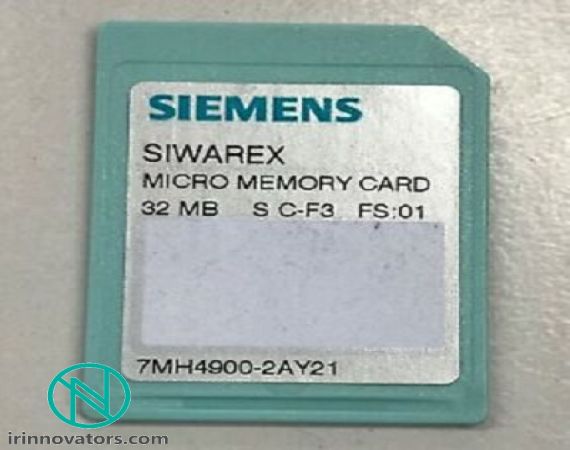 SIEMENS
SIWAREX
MICRO MEMORY CARD
32 MB S C-F3 FS:01
7MH4900-2AY21
irinnovators.com